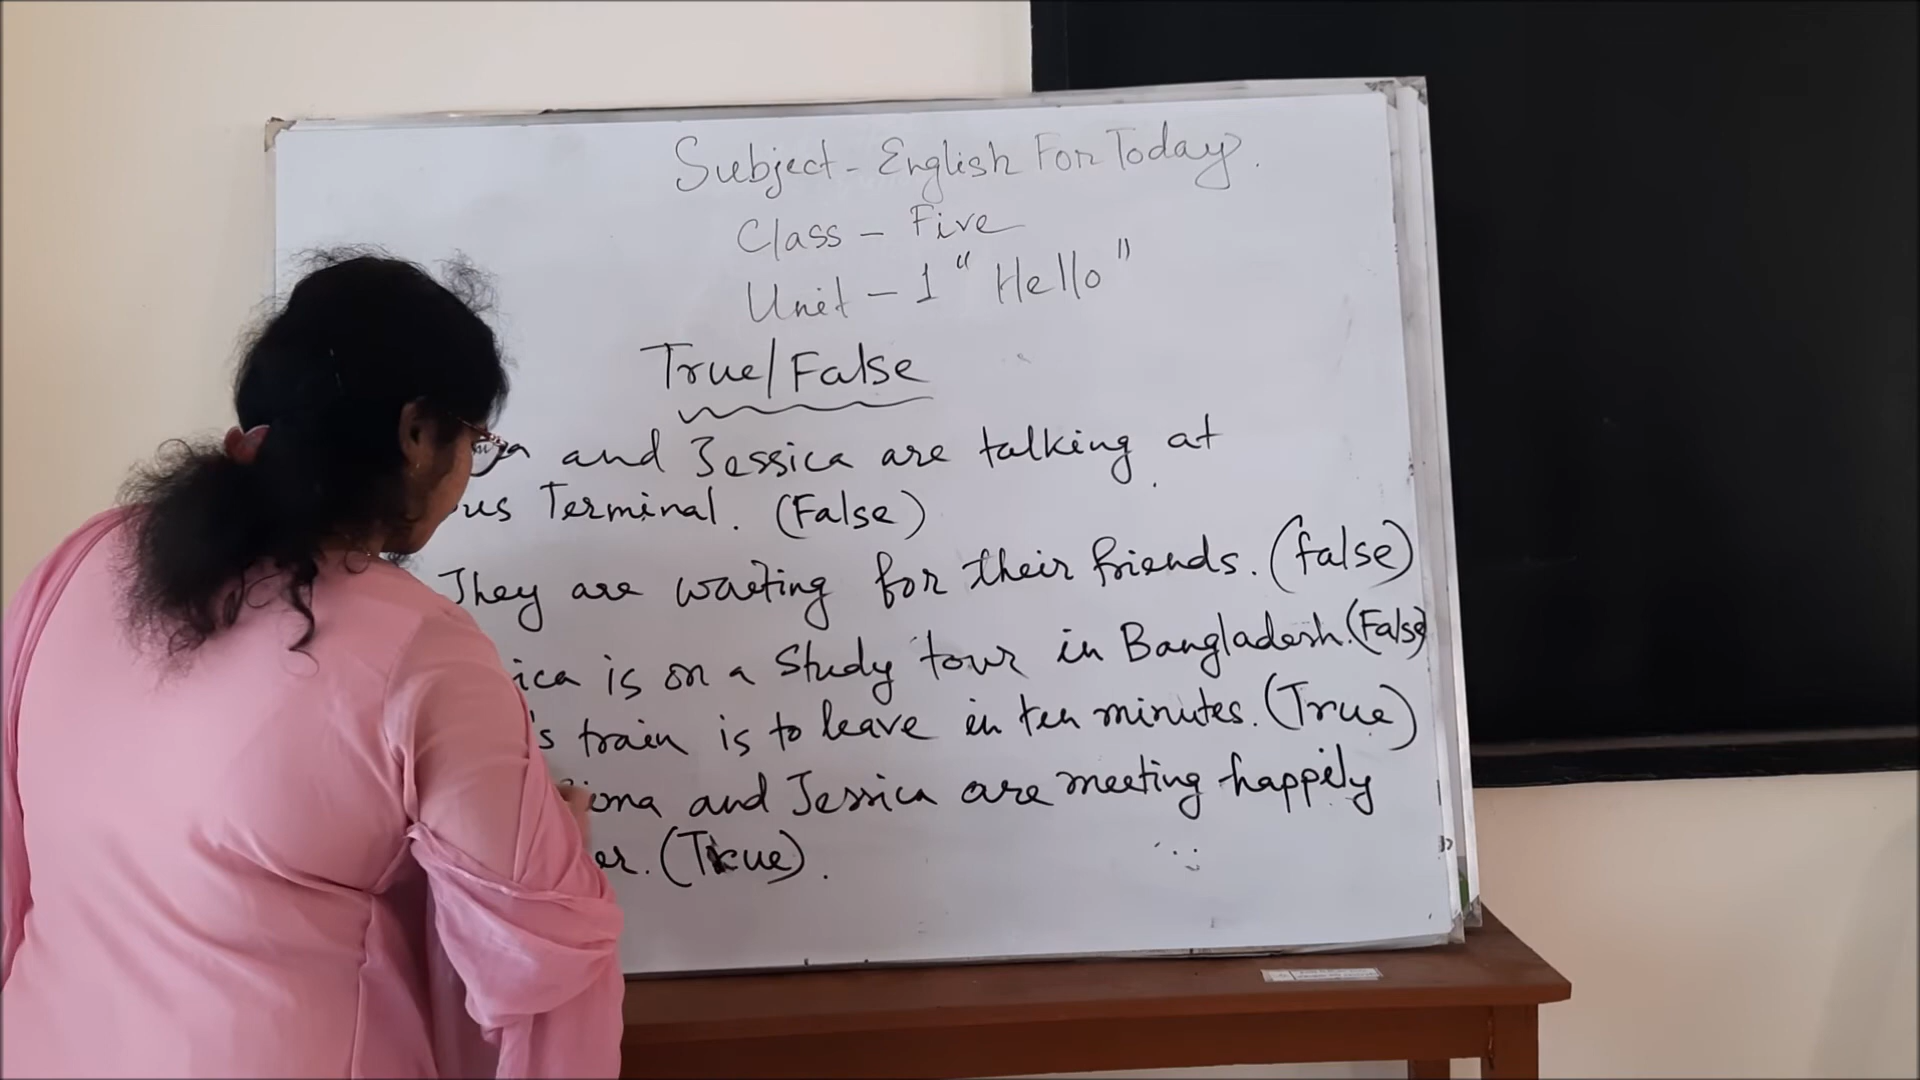 Subject - English For Today.
Class - Five
Unit - 1 "Hello"
True/False
and Jessica are talking at
Terminal. (False)
They are waiting for their friends. (false)
is on a Study tour in Bangladesh. (False
train is to leave in ten minutes. (True)
and Jessica are meeting happily
(True).